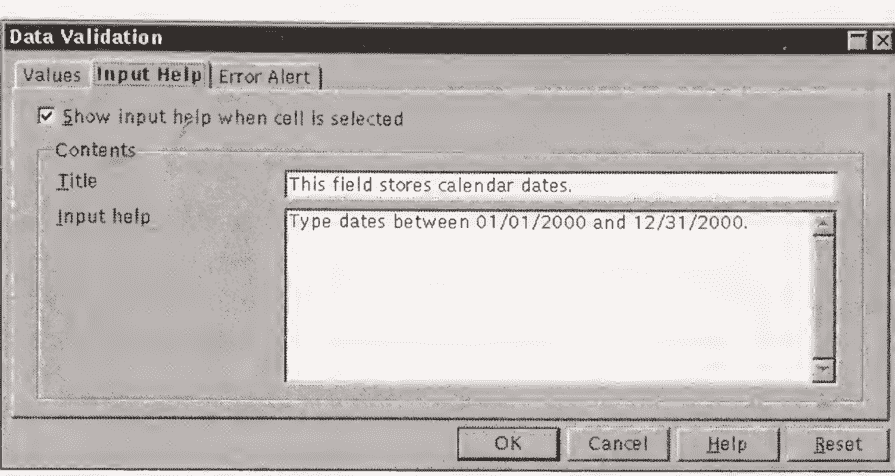 Data Validation
Values Input Help Error Alert
Show input help when cell is selected
Contents
Title This field stores calendar dates.
Input help Type dates between 01/01/2000 and 12/31/2000.
OK Cancel Help Reset